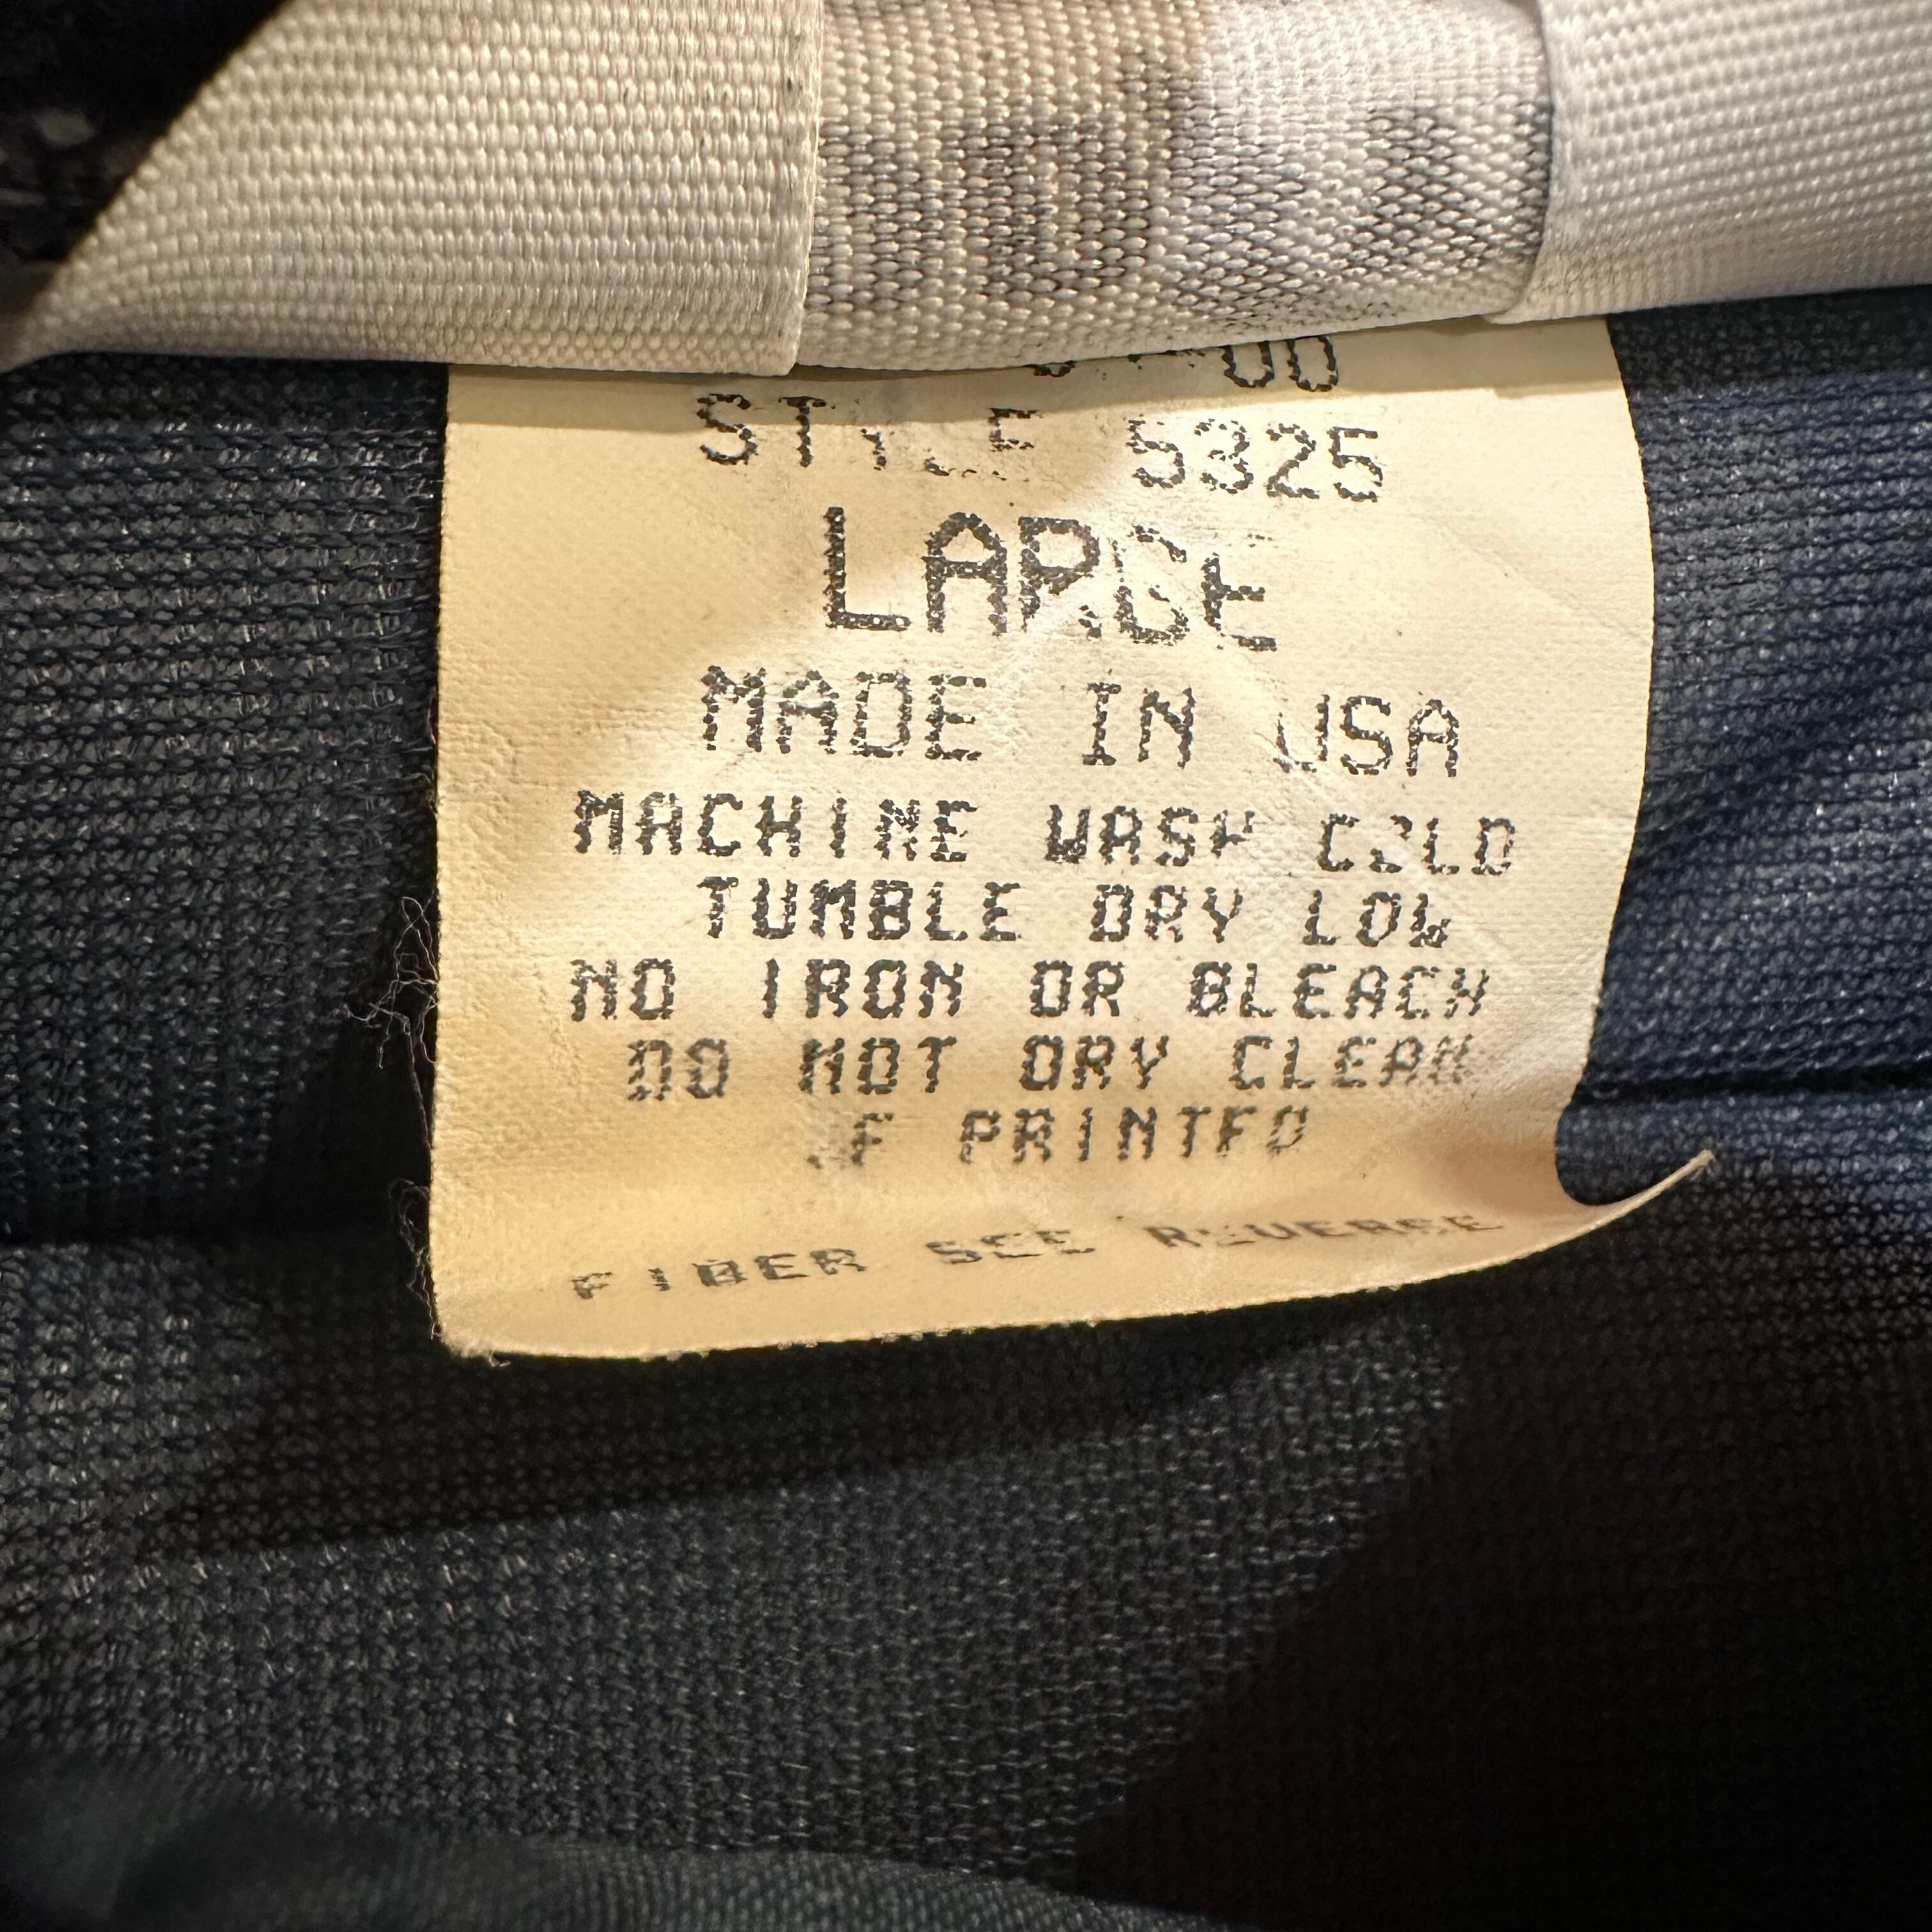 STYLE 5325
LARGE
MADE IN USA
MACHINE WASH COLD
TUMBLE DRY LOW
NO IRON OR BLEACH
DO NOT DRY CLEAN
IF PRINTED
FIBER SEE REVERSE